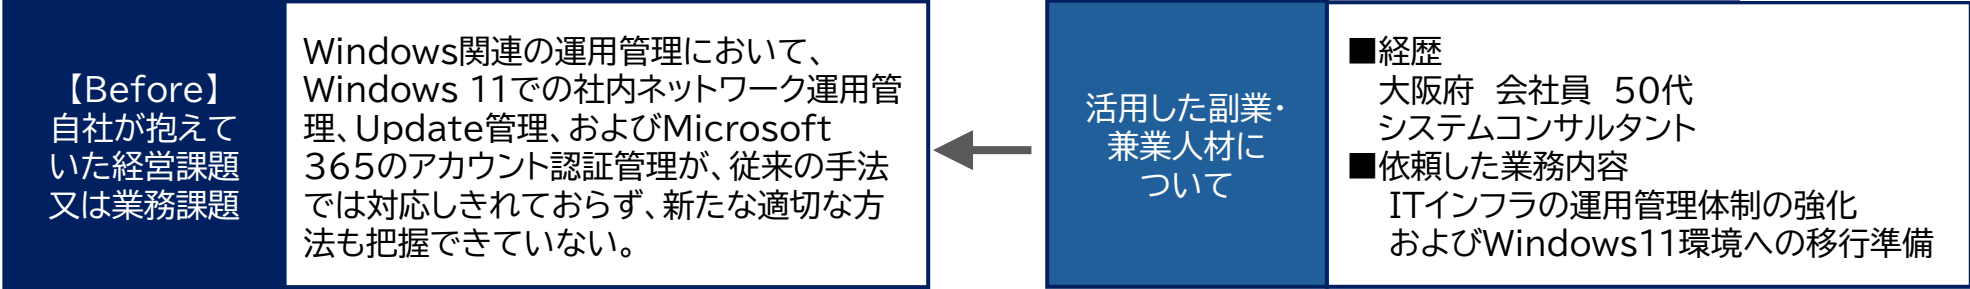 【Before】
自社が抱えて
いた経営課題
又は業務課題
Windows関連の運用管理において、
Windows 11での社内ネットワーク運用管
理、Update管理、およびMicrosoft
365のアカウント認証管理が、従来の手法
では対応しきれておらず、新たな適切な方
法も把握できていない。
活用した副業・
兼業人材に
ついて
■経歴
大阪府　会社員　50代
システムコンサルタント
■依頼した業務内容
ITインフラの運用管理体制の強化
およびWindows11環境への移行準備